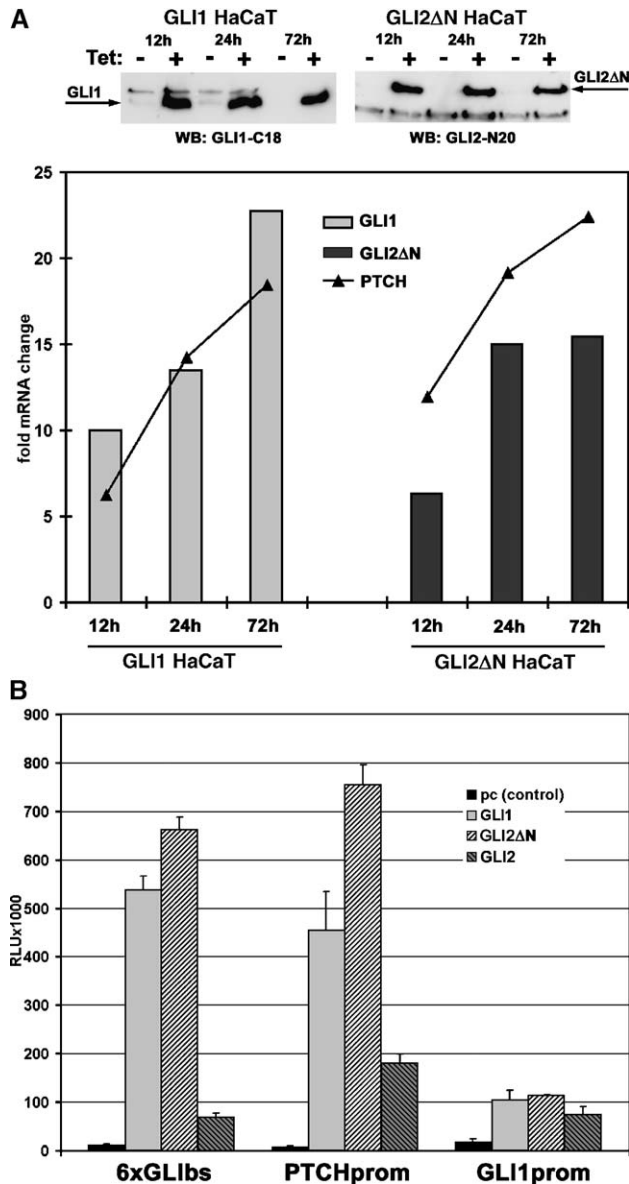 A
GLI1 HaCaT GLI2ΔN HaCaT
12h 24h 72h 12h 24h 72h
Tet: - + - + - + - + - + - +
GLI1 GLI2ΔN
WB: GLI1-C18 WB: GLI2-N20
25
20
15
10
5
0
fold mRNA change
GLI1
GLI2ΔN
PTCH
12h 24h 72h 12h 24h 72h
GLI1 HaCaT GLI2ΔN HaCaT
B
900
800
700
600
500
400
300
200
100
0
RLUx1000
pc (control)
GLI1
GLI2ΔN
GLI2
6xGLIbs PTCHprom GLI1prom